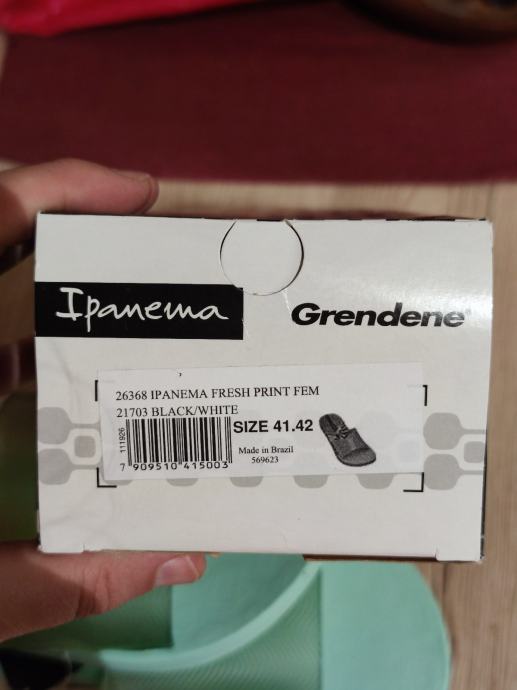 Ipanema
Grendene
26368 IPANEMA FRESH PRINT FEM
21703 BLACK/WHITE
SIZE 41.42
111926
Made in Brazil
569623
7 909510 415003